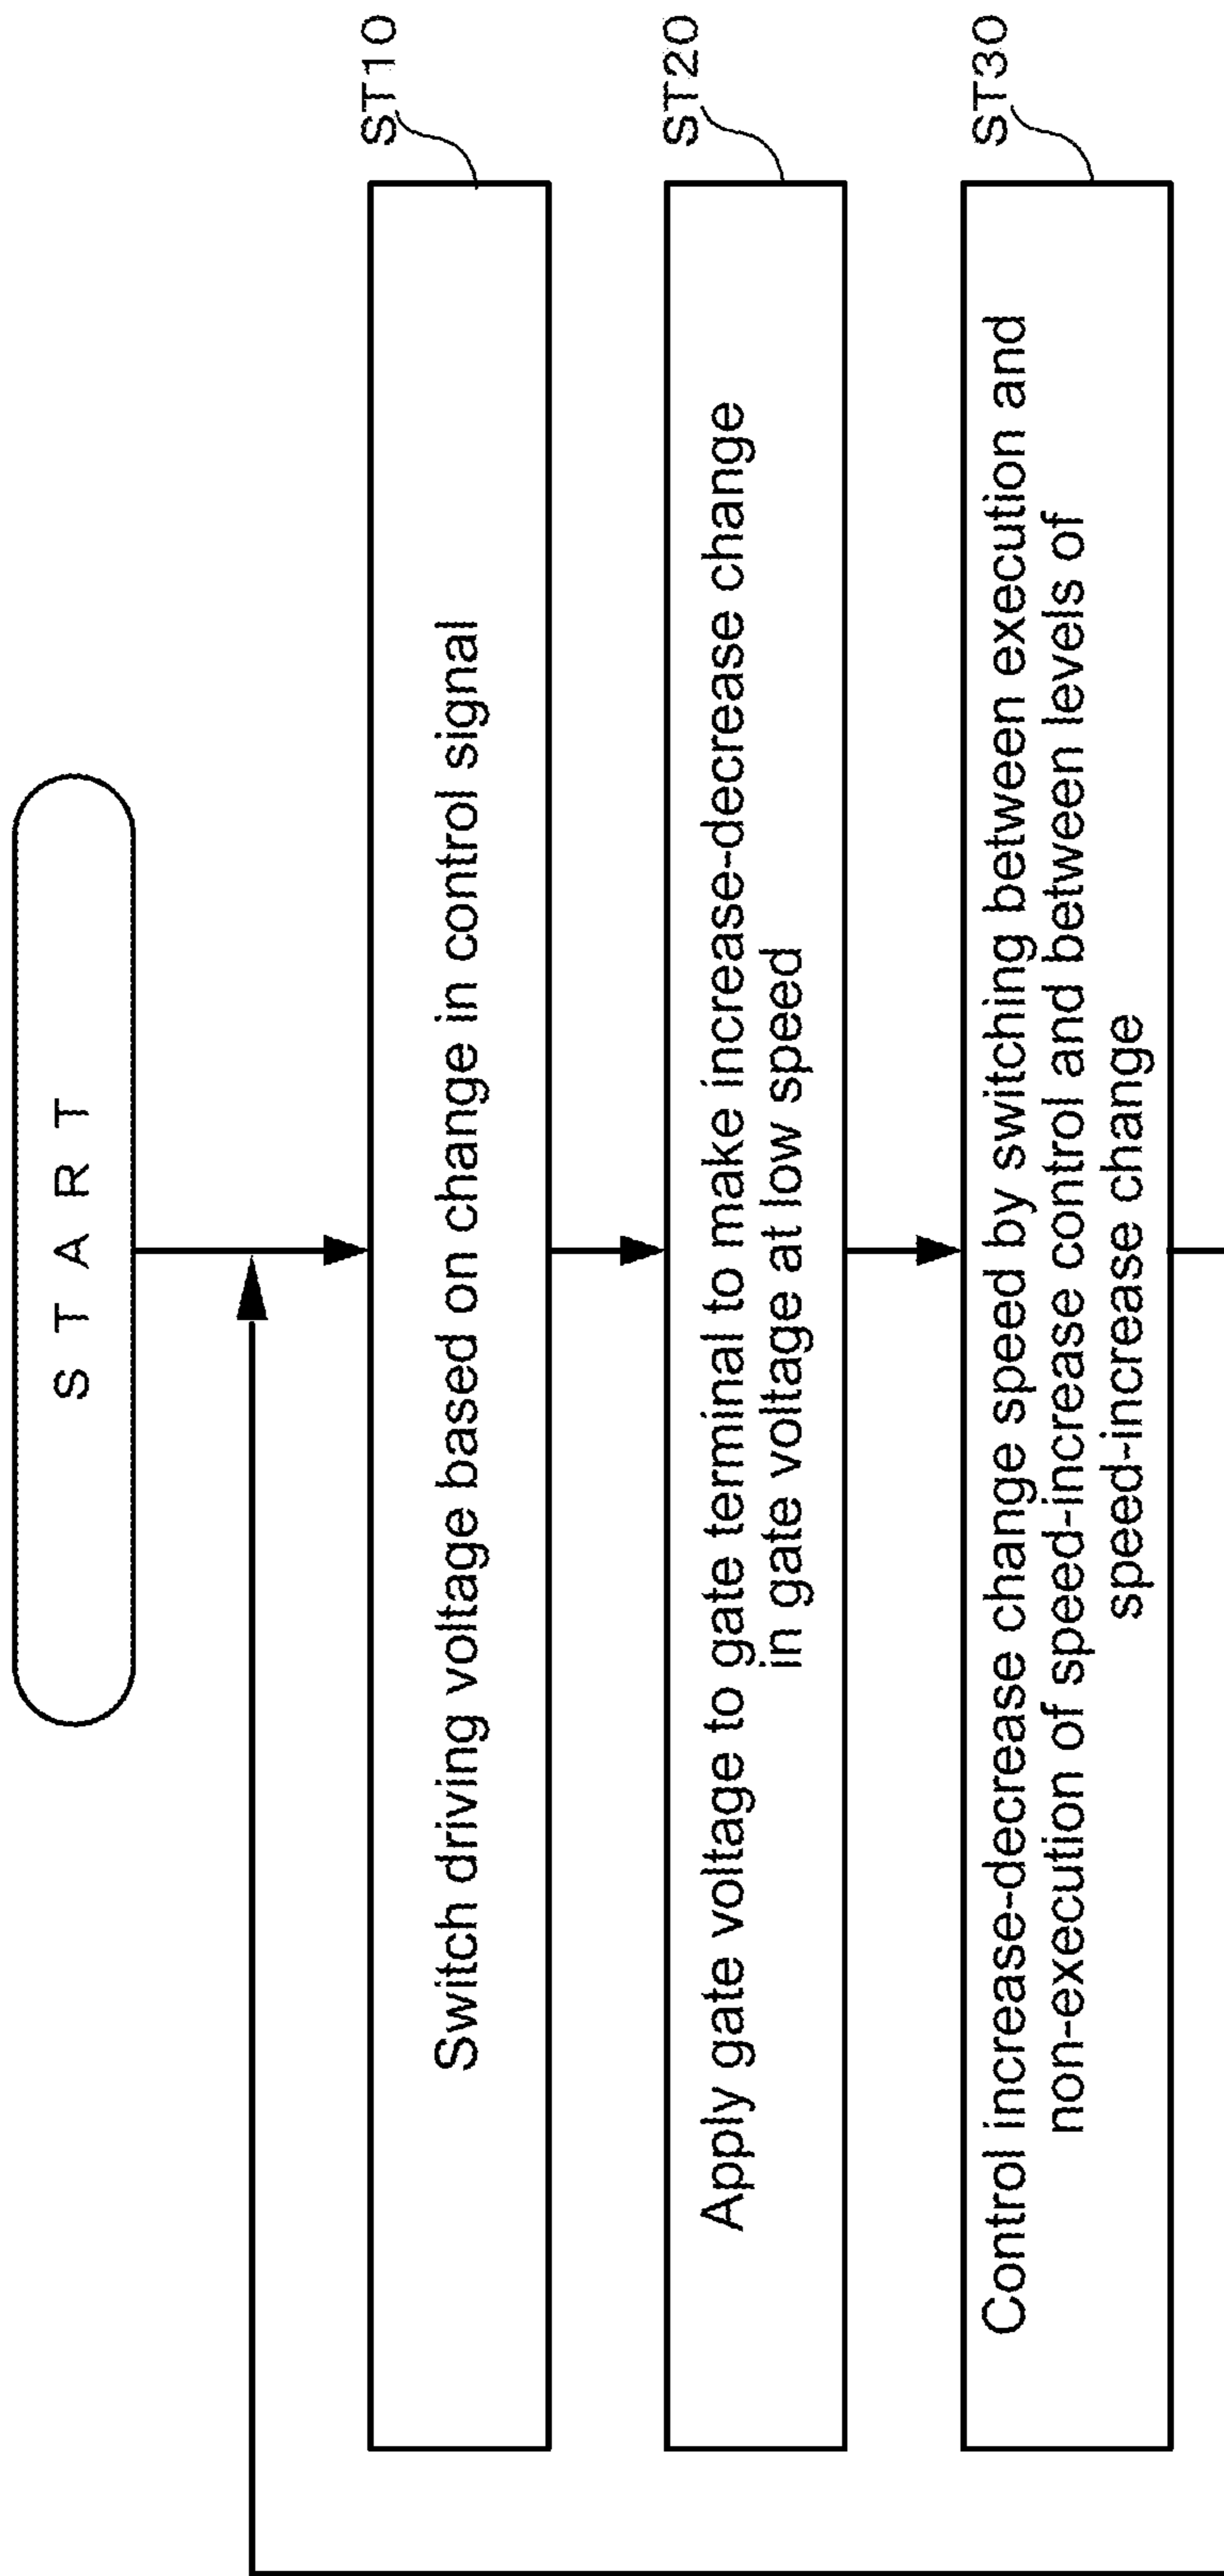 START
ST10
Switch driving voltage based on change in control signal
ST20
Apply gate voltage to gate terminal to make increase-decrease change
in gate voltage at low speed
ST30
Control increase-decrease change speed by switching between execution and
non-execution of speed-increase control and between levels of
speed-increase change